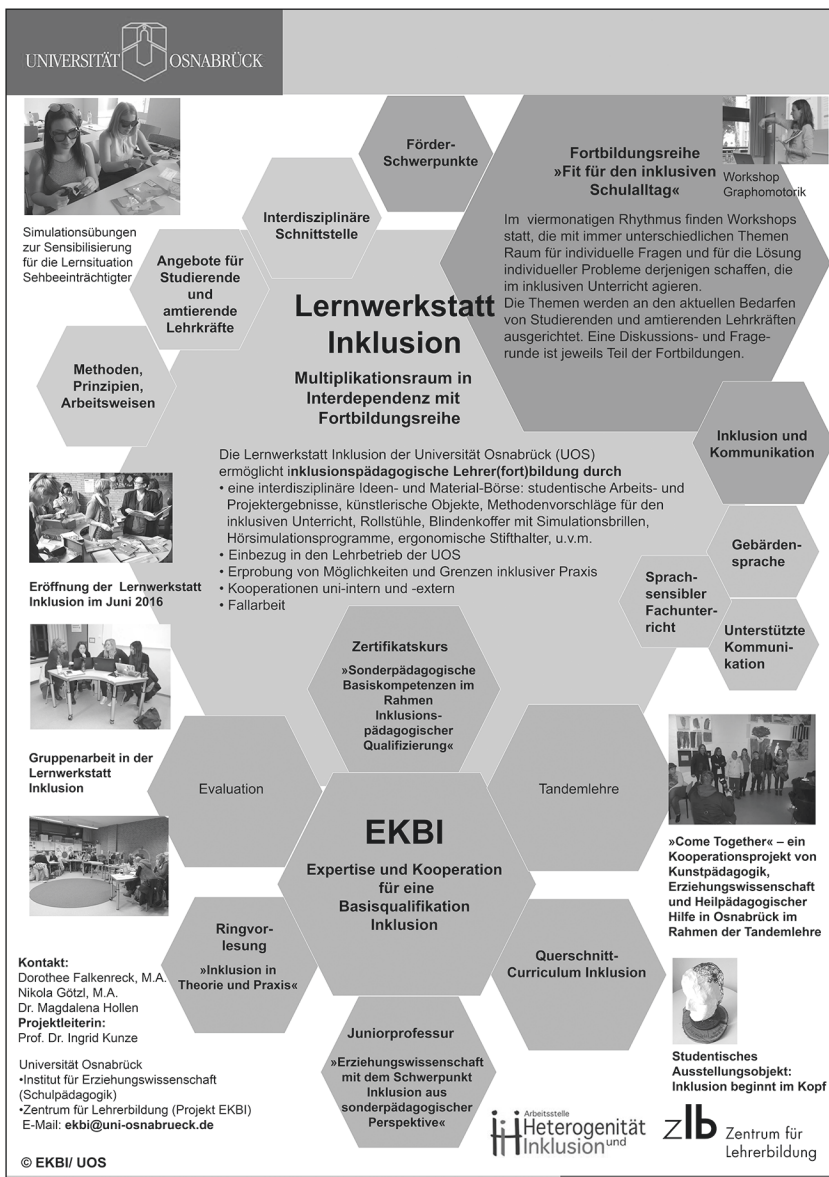 UNIVERSITÄT OSNABRÜCK
Simulationsübungen
zur Sensibilisierung
für die Lernsituation
Sehbeeinträchtigter
Förder-
Schwerpunkte
Interdisziplinäre
Schnittstelle
Angebote für
Studierende
und
amtierende
Lehrkräfte
Methoden,
Prinzipien,
Arbeitsweisen
Fortbildungsreihe
»Fit für den inklusiven
Schulalltag«
Workshop
Graphomotorik
Im viermonatigen Rhythmus finden Workshops
statt, die mit immer unterschiedlichen Themen
Raum für individuelle Fragen und für die Lösung
individueller Probleme derjenigen schaffen, die
im inklusiven Unterricht agieren.
Die Themen werden an den aktuellen Bedarfen
von Studierenden und amtierenden Lehrkräften
ausgerichtet. Eine Diskussions- und Frage-
runde ist jeweils Teil der Fortbildungen.
Lernwerkstatt
Inklusion
Multiplikationsraum in
Interdependenz mit
Fortbildungsreihe
Inklusion und
Kommunikation
Die Lernwerkstatt Inklusion der Universität Osnabrück (UOS)
ermöglicht inklusionspädagogische Lehrer(fort)bildung durch
• eine interdisziplinäre Ideen- und Material-Börse: studentische Arbeits- und
Projektergebnisse, künstlerische Objekte, Methodenvorschläge für den
inklusiven Unterricht, Rollstühle, Blindenkoffer mit Simulationsbrillen,
Hörsimulationsprogramme, ergonomische Stifthalter, u.v.m.
• Einbezug in den Lehrbetrieb der UOS
• Erprobung von Möglichkeiten und Grenzen inklusiver Praxis
• Kooperationen uni-intern und -extern
• Fallarbeit
Gebärden-
sprache
Sprach-
sensibler
Fachunter-
richt
Unterstützte
Kommuni-
kation
Eröffnung der Lernwerkstatt
Inklusion im Juni 2016
Gruppenarbeit in der
Lernwerkstatt
Inklusion
Zertifikatskurs
»Sonderpädagogische
Basiskompetenzen im
Rahmen
Inklusions-
pädagogischer
Qualifizierung«
Evaluation
Tandemlehre
EKBI
Expertise und Kooperation
für eine
Basisqualifikation
Inklusion
»Come Together« – ein
Kooperationsprojekt von
Kunstpädagogik,
Erziehungswissenschaft
und Heilpädagogischer
Hilfe in Osnabrück im
Rahmen der Tandemlehre
Ringvor-
lesung
»Inklusion in
Theorie und Praxis«
Querschnitt-
Curriculum Inklusion
Juniorprofessur
»Erziehungswissenschaft
mit dem Schwerpunkt
Inklusion aus
sonderpädagogischer
Perspektive«
Studentisches
Ausstellungsobjekt:
Inklusion beginnt im Kopf
Kontakt:
Dorothee Falkenreck, M.A.
Nikola Götzl, M.A.
Dr. Magdalena Hollen
Projektleiterin:
Prof. Dr. Ingrid Kunze
Universität Osnabrück
•Institut für Erziehungswissenschaft
(Schulpädagogik)
•Zentrum für Lehrerbildung (Projekt EKBI)
E-Mail: ekbi@uni-osnabrueck.de
© EKBI/ UOS
Arbeitsstelle
Heterogenität
und
Inklusion
zlb Zentrum für
Lehrerbildung